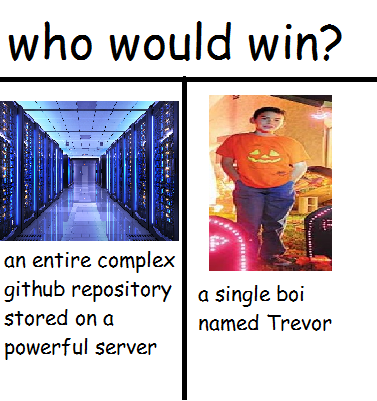 who would win?
an entire complex
github repository
stored on a
powerful server
a single boi
named Trevor